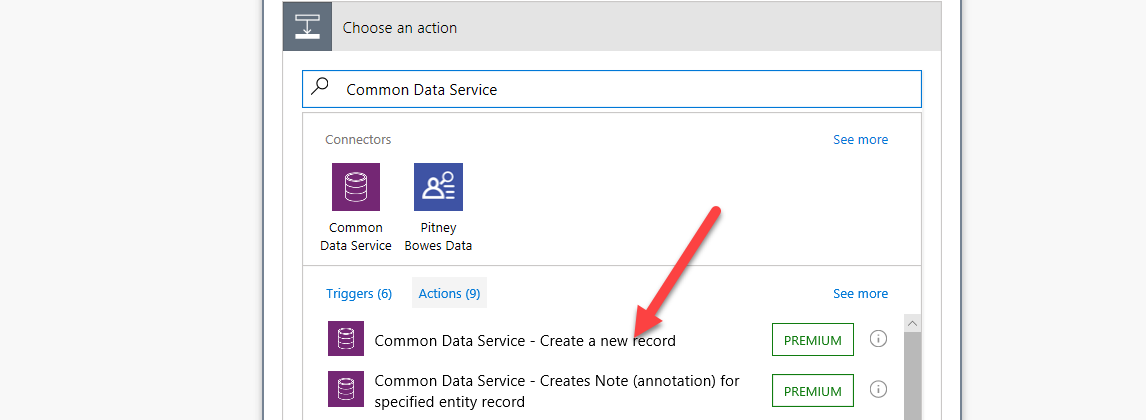 Choose an action
Common Data Service
Connectors
See more
Common
Data Service
Pitney
Bowes Data
Triggers (6)
Actions (9)
See more
Common Data Service - Create a new record
PREMIUM
Common Data Service - Creates Note (annotation) for
specified entity record
PREMIUM